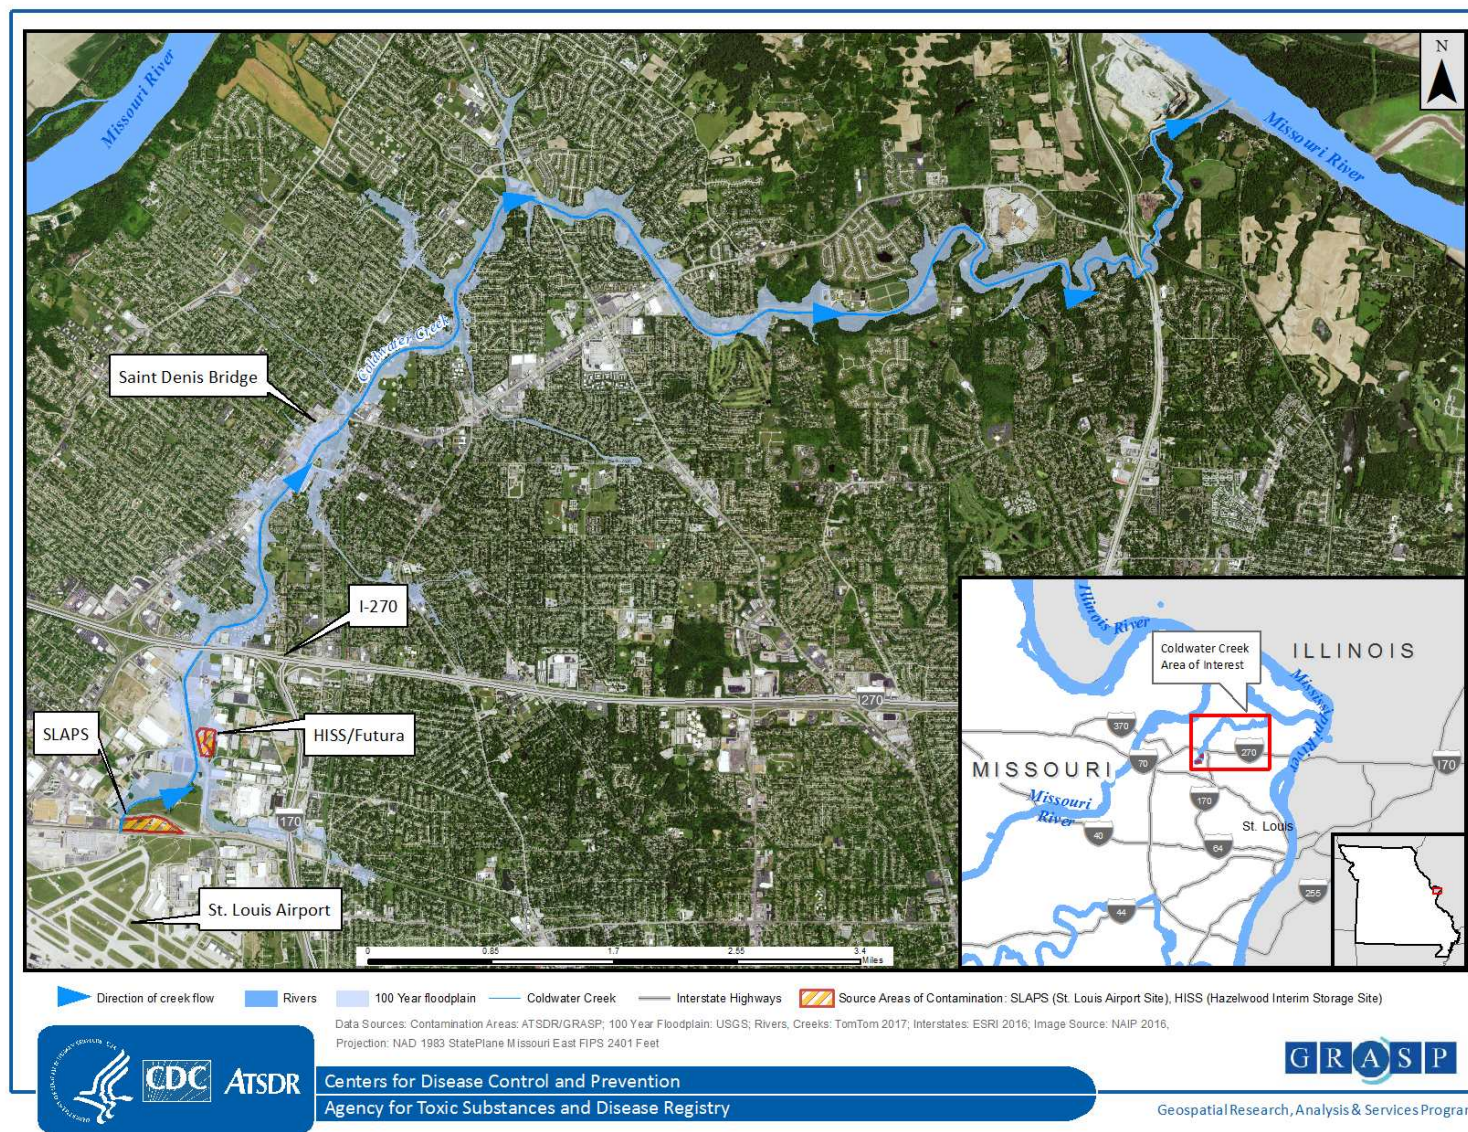 N
Missouri River
Missouri River
Coldwater Creek
Saint Denis Bridge
I-270
270
SLAPS
HISS/Futura
170
St. Louis Airport
0
0.85
1.7
2.55
3.4
Miles
Illinois River
Coldwater Creek
Area of Interest
ILLINOIS
Mississippi River
370
70
270
I70
MISSOURI
Missouri
River
170
40
64
St. Louis
255
44
Direction of creek flow
Rivers
100 Year floodplain
Coldwater Creek
Interstate Highways
Source Areas of Contamination: SLAPS (St. Louis Airport Site), HISS (Hazelwood Interim Storage Site)
Data Sources: Contamination Areas: ATSDR/GRASP; 100 Year Floodplain: USGS; Rivers, Creeks: TomTom 2017; Interstates: ESRI 2016; Image Source: NAIP 2016,
Projection: NAD 1983 StatePlane Missouri East FIPS 2401 Feet
CDC
ATSDR
Centers for Disease Control and Prevention
Agency for Toxic Substances and Disease Registry
GRASP
Geospatial Research, Analysis & Services Program